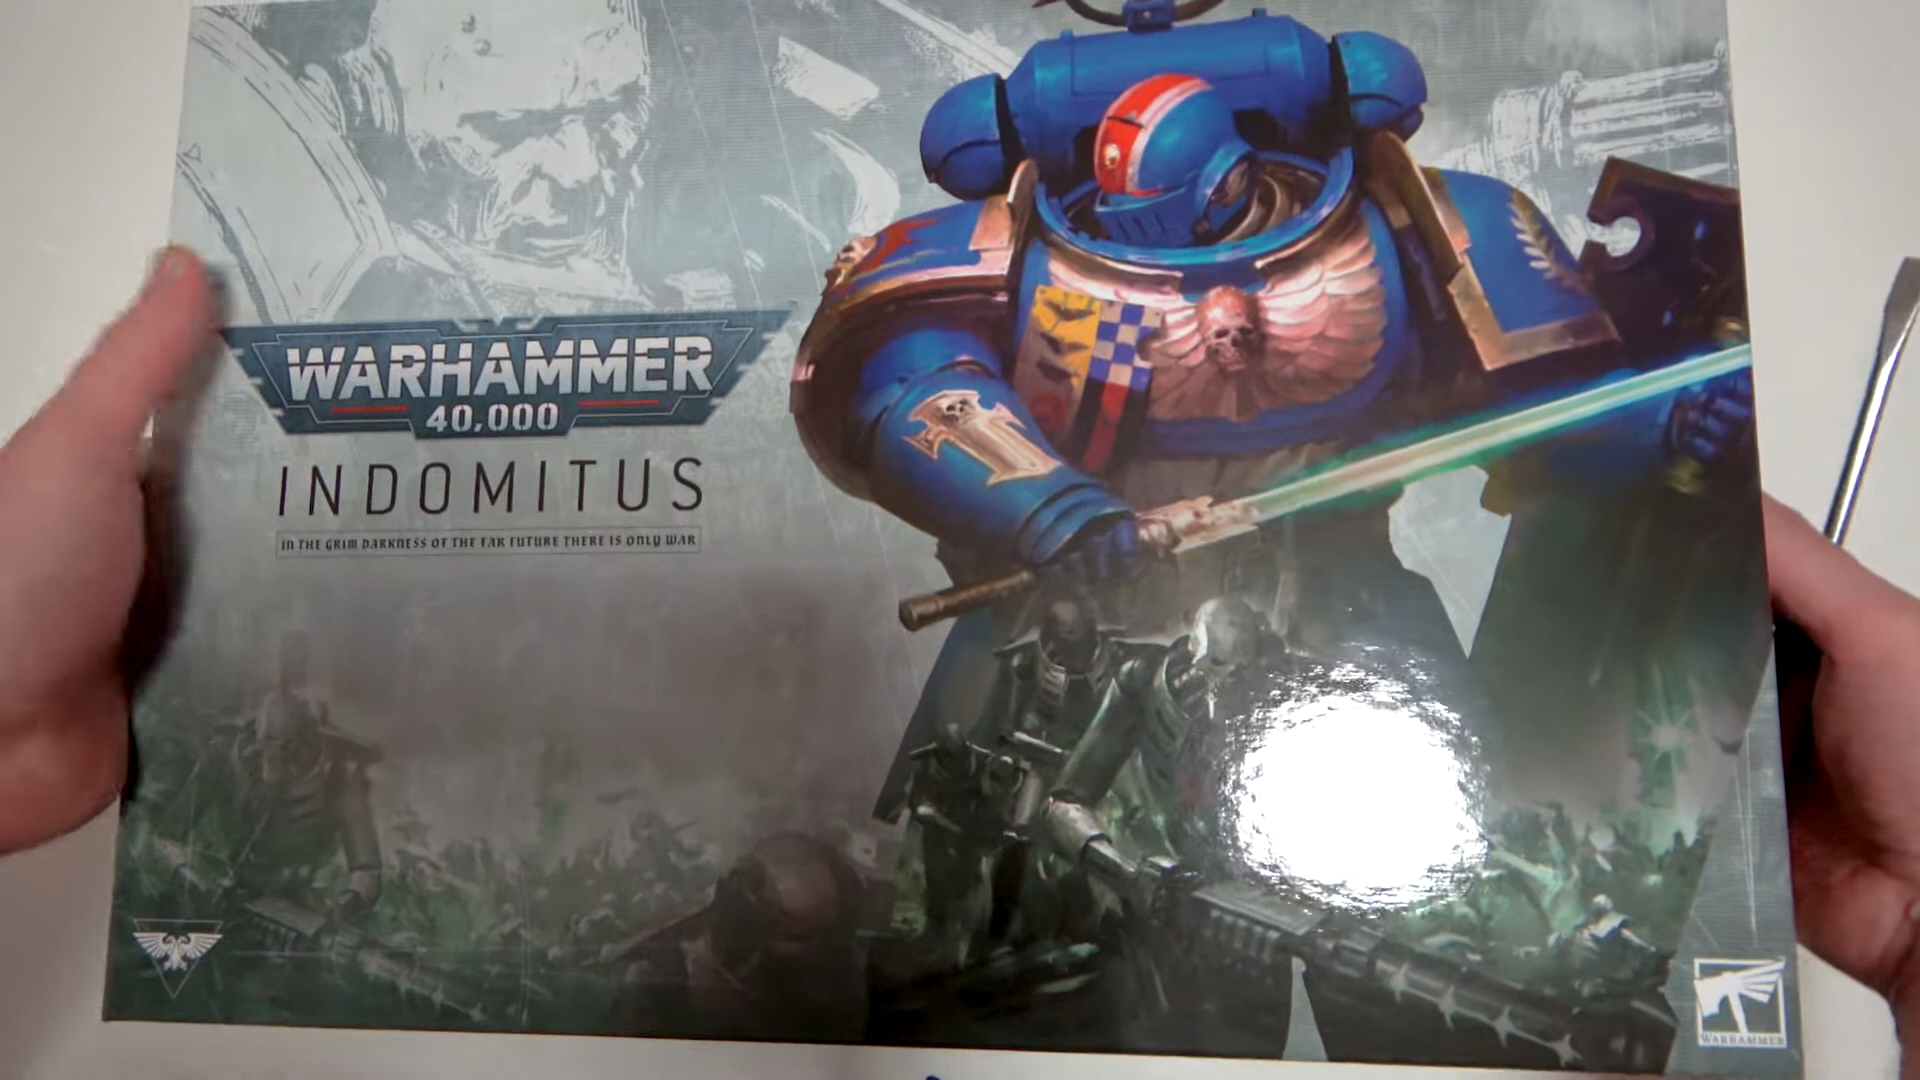 WARHAMMER
40,000
INDOMITUS
IN THE GRIM DARKNESS OF THE FAR FUTURE THERE IS ONLY WAR
WARHAMMER